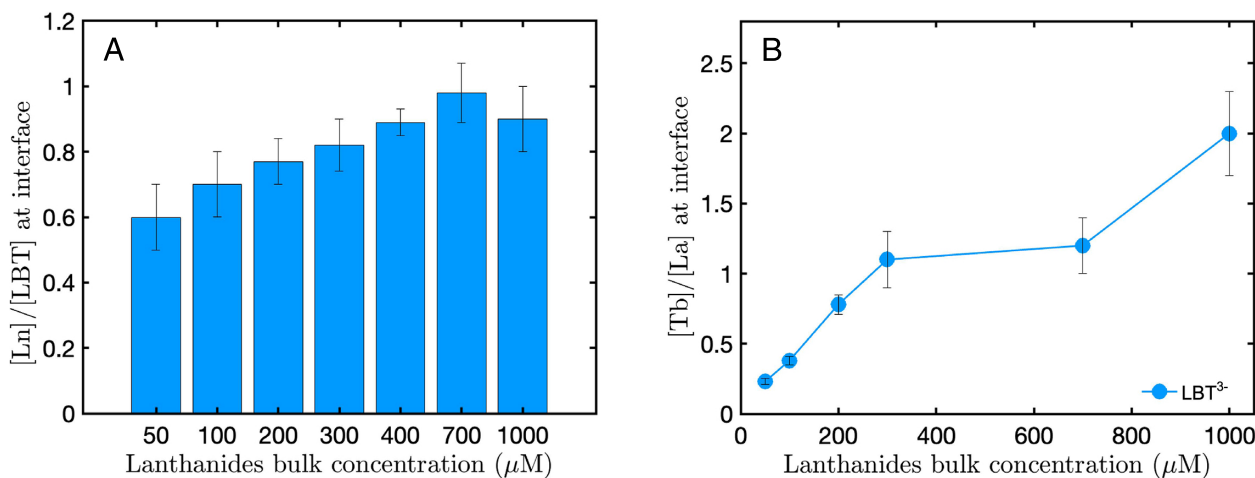 A
[Ln]/[LBT] at interface
1.2
1
0.8
0.6
0.4
0.2
0
50 100 200 300 400 700 1000
Lanthanides bulk concentration (μM)
B
[Tb]/[La] at interface
2.5
2
1.5
1
0.5
0
LBT³⁻
0 200 400 600 800 1000
Lanthanides bulk concentration (μM)